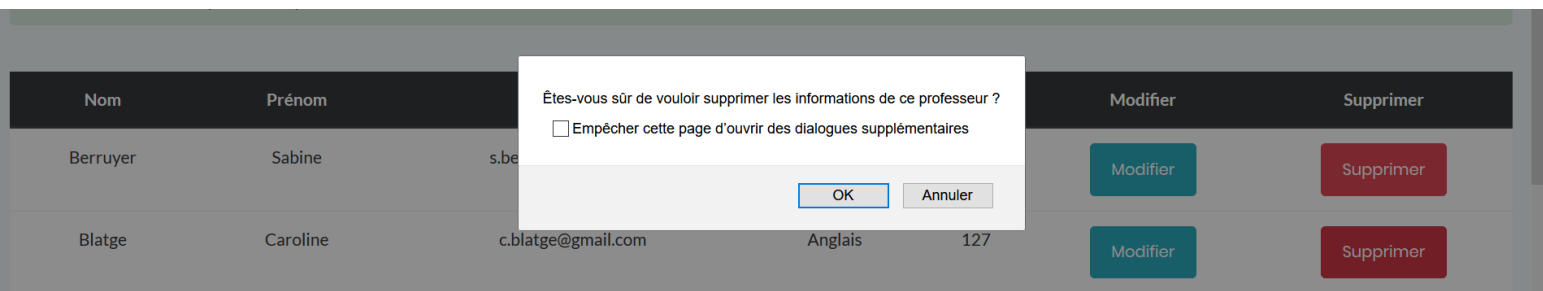 Êtes-vous sûr de vouloir supprimer les informations de ce professeur ?
Empêcher cette page d'ouvrir des dialogues supplémentaires
OK Annuler
Nom Prénom Modifier Supprimer
Berruyer Sabine s.be Modifier Supprimer
Blatge Caroline c.blatge@gmail.com Anglais 127 Modifier Supprimer